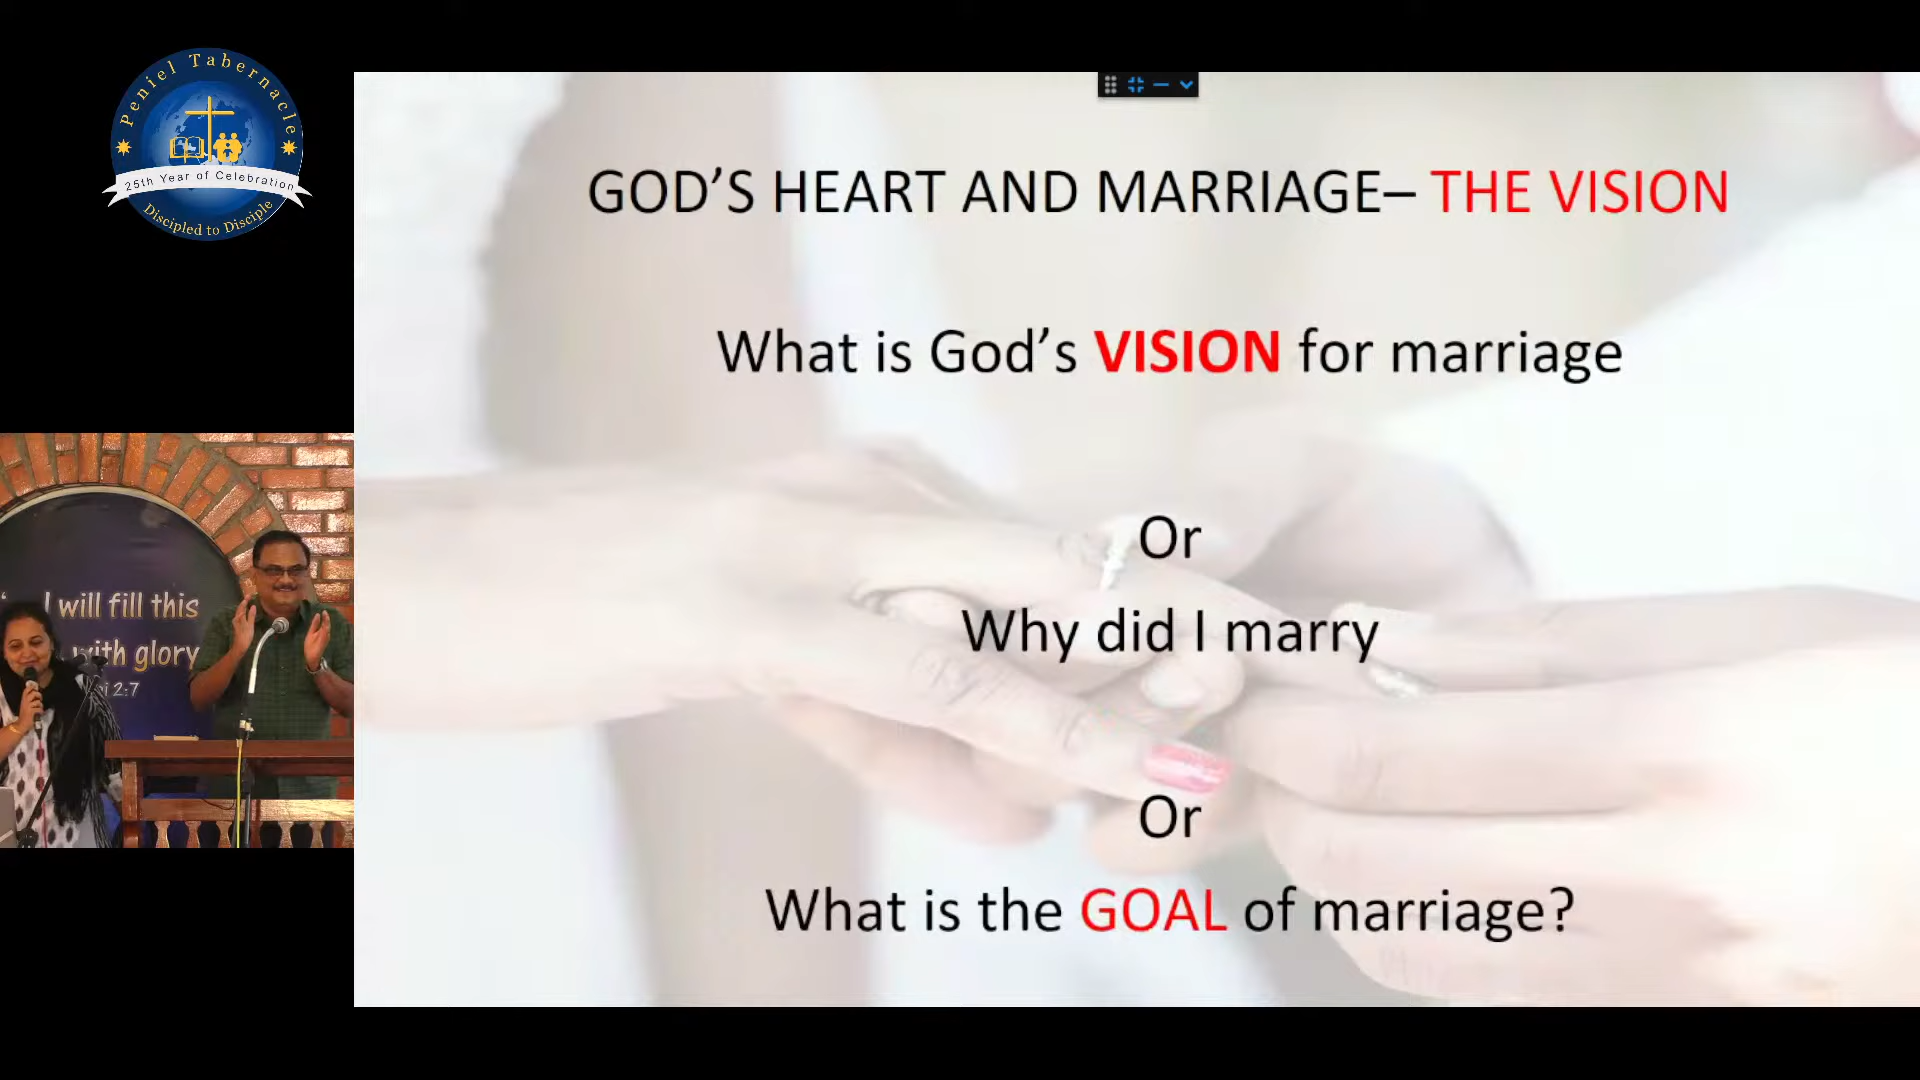 Peniel Tabernacle
25th Year of Celebration
Discipled to Disciple
GOD’S HEART AND MARRIAGE– THE VISION
What is God’s VISION for marriage
Or
Why did I marry
Or
What is the GOAL of marriage?
I will fill this
with glory
2:7